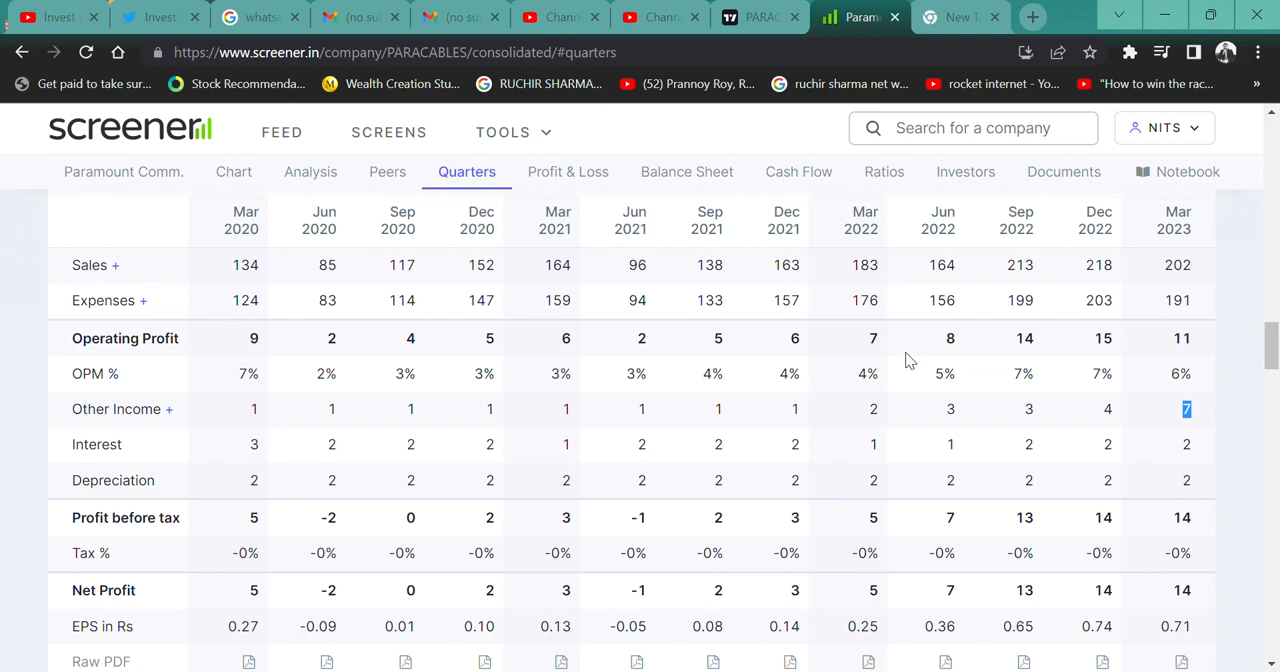 Invest
Invest
whatsa
(no sul
(no sul
Chann
Chann
PARAC
Param
New Ta
https://www.screener.in/company/PARACABLES/consolidated/#quarters
Get paid to take sur... Stock Recommenda... Wealth Creation Stu... RUCHIR SHARMA... (52) Prannoy Roy, R... ruchir sharma net w... rocket internet - Yo... "How to win the rac... »
screener FEED SCREENS TOOLS Search for a company NITS
Paramount Comm. Chart Analysis Peers Quarters Profit & Loss Balance Sheet Cash Flow Ratios Investors Documents Notebook
Mar Jun Sep Dec Mar Jun Sep Dec Mar Jun Sep Dec Mar
2020 2020 2020 2020 2021 2021 2021 2021 2022 2022 2022 2022 2023
Sales + 134 85 117 152 164 96 138 163 183 164 213 218 202
Expenses + 124 83 114 147 159 94 133 157 176 156 199 203 191
Operating Profit 9 2 4 5 6 2 5 6 7 8 14 15 11
OPM % 7% 2% 3% 3% 3% 3% 4% 4% 4% 5% 7% 7% 6%
Other Income + 1 1 1 1 1 1 1 1 2 3 3 4 7
Interest 3 2 2 2 1 2 2 2 1 1 2 2 2
Depreciation 2 2 2 2 2 2 2 2 2 2 2 2 2
Profit before tax 5 -2 0 2 3 -1 2 3 5 7 13 14 14
Tax % -0% -0% -0% -0% -0% -0% -0% -0% -0% -0% -0% -0% -0%
Net Profit 5 -2 0 2 3 -1 2 3 5 7 13 14 14
EPS in Rs 0.27 -0.09 0.01 0.10 0.13 -0.05 0.08 0.14 0.25 0.36 0.65 0.74 0.71
Raw PDF